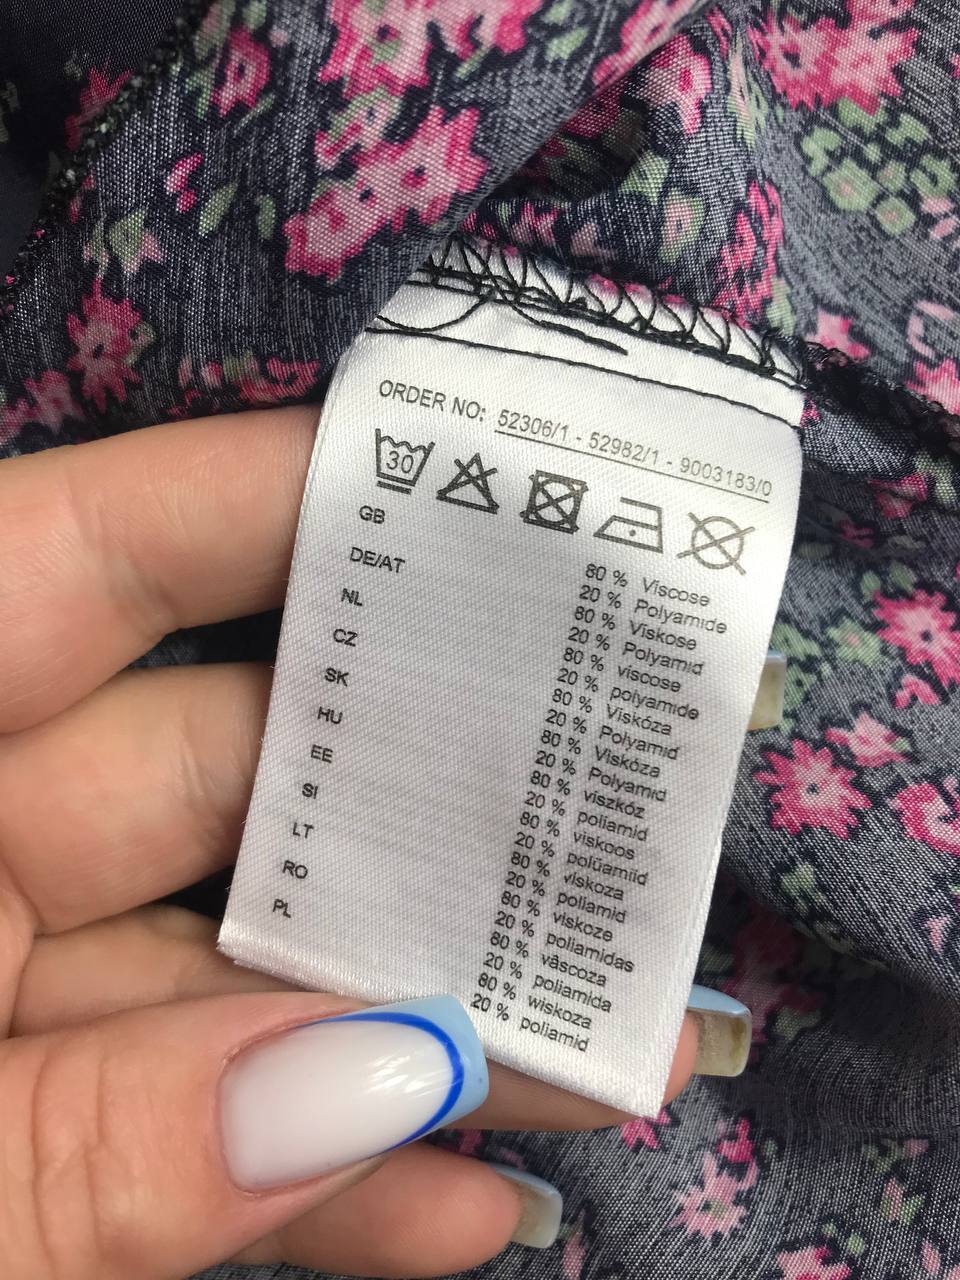 ORDER NO: 52306/1 - 52982/1 - 9003183/0
30
GB 80 % Viscose
20 % Polyamide
DE/AT 80 % Viskose
20 % Polyamid
NL 80 % viscose
20 % polyamide
CZ 80 % Viskóza
20 % Polyamid
SK 80 % Viskóza
20 % Polyamid
HU 80 % viszkóz
20 % poliamid
EE 80 % viskoos
20 % polüamiid
SI 80 % viskoza
20 % poliamid
LT 80 % viskoze
20 % poliamidas
RO 80 % vâscoza
20 % poliamida
PL 80 % wiskoza
20 % poliamid